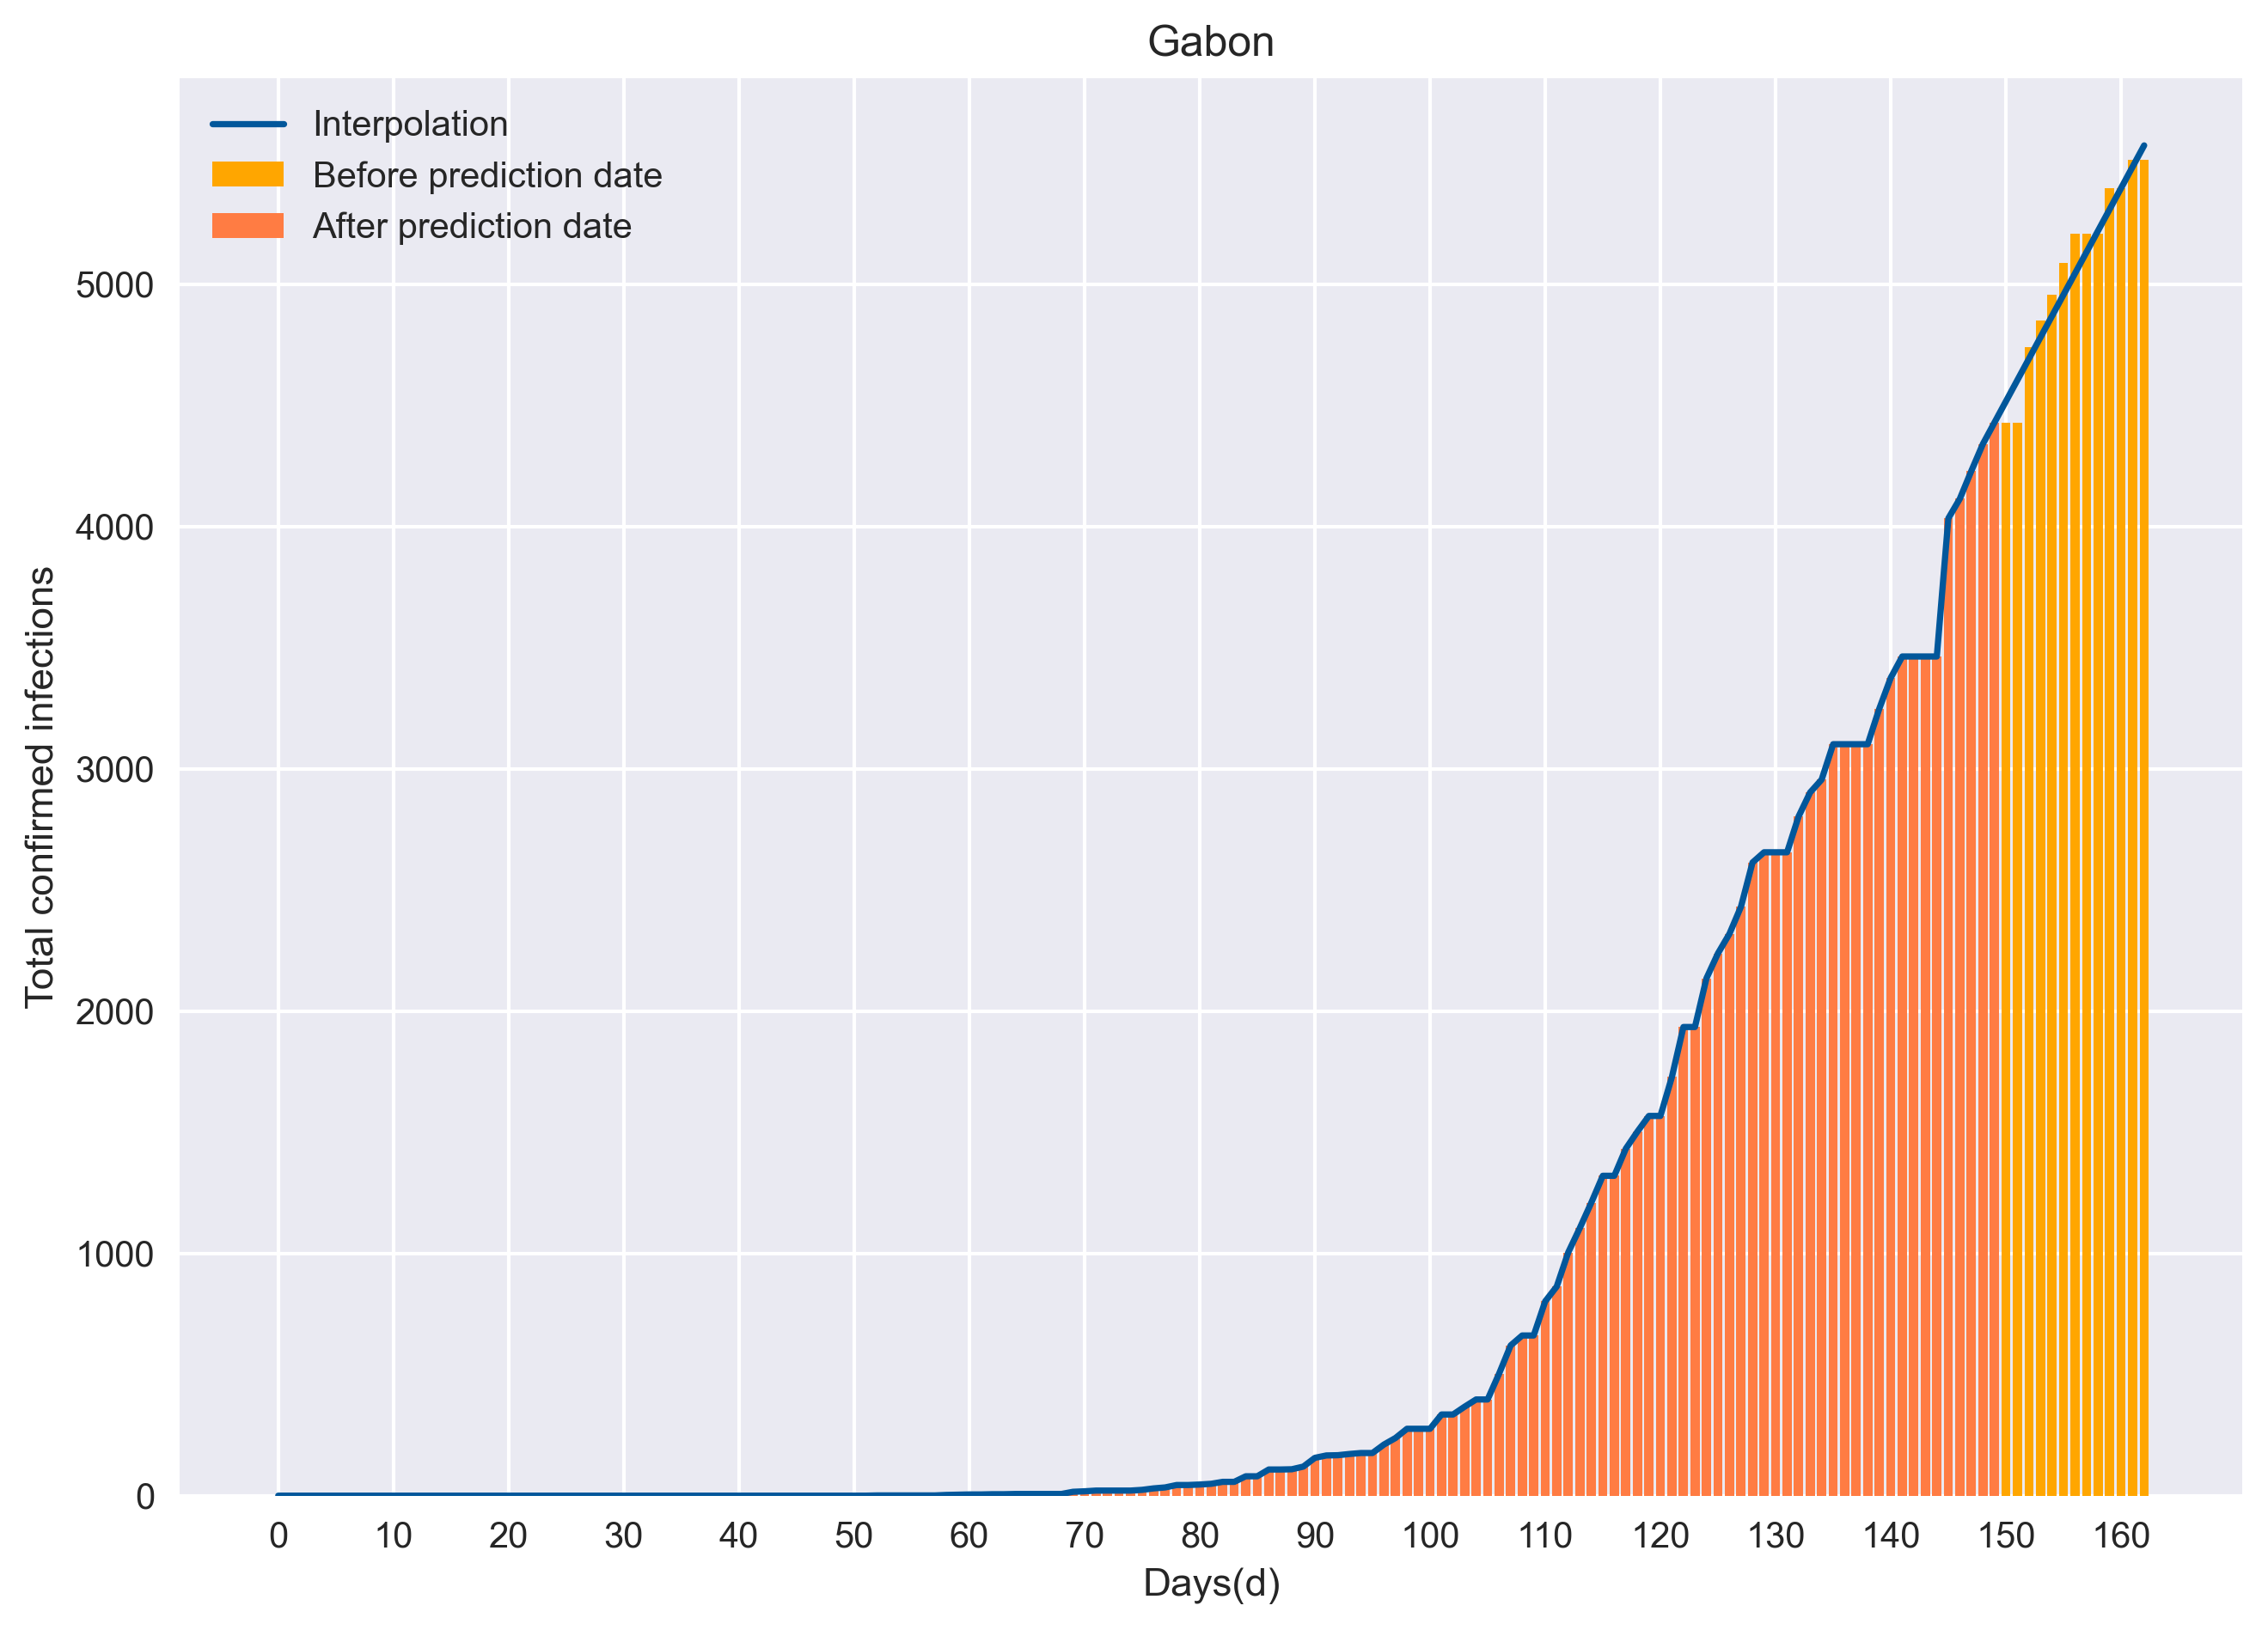 Gabon
Interpolation
Before prediction date
After prediction date
5000
4000
3000
2000
1000
0
Total confirmed infections
0 10 20 30 40 50 60 70 80 90 100 110 120 130 140 150 160
Days(d)